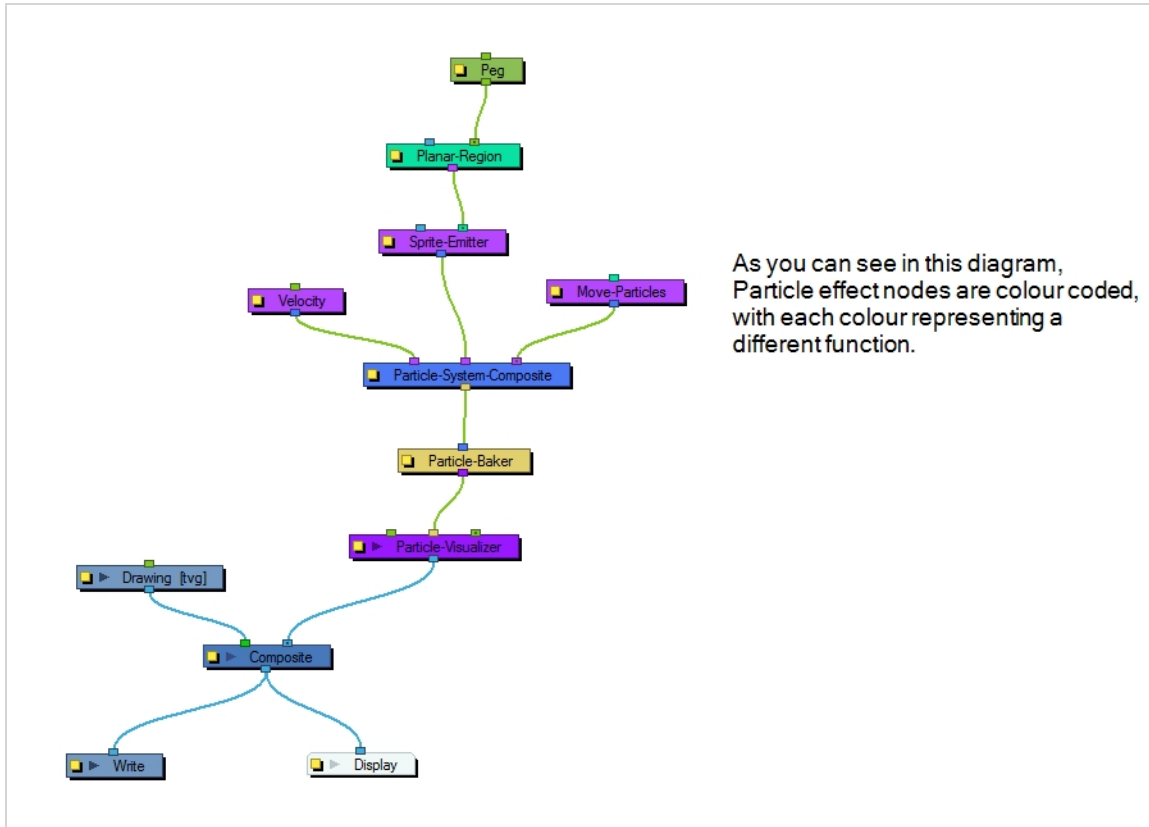 Peg
Planar-Region
Sprite-Emitter
Velocity
Move-Particles
As you can see in this diagram,
Particle effect nodes are colour coded,
with each colour representing a
different function.
Particle-System-Composite
Particle-Baker
Particle-Visualizer
Drawing [tvg]
Composite
Write
Display